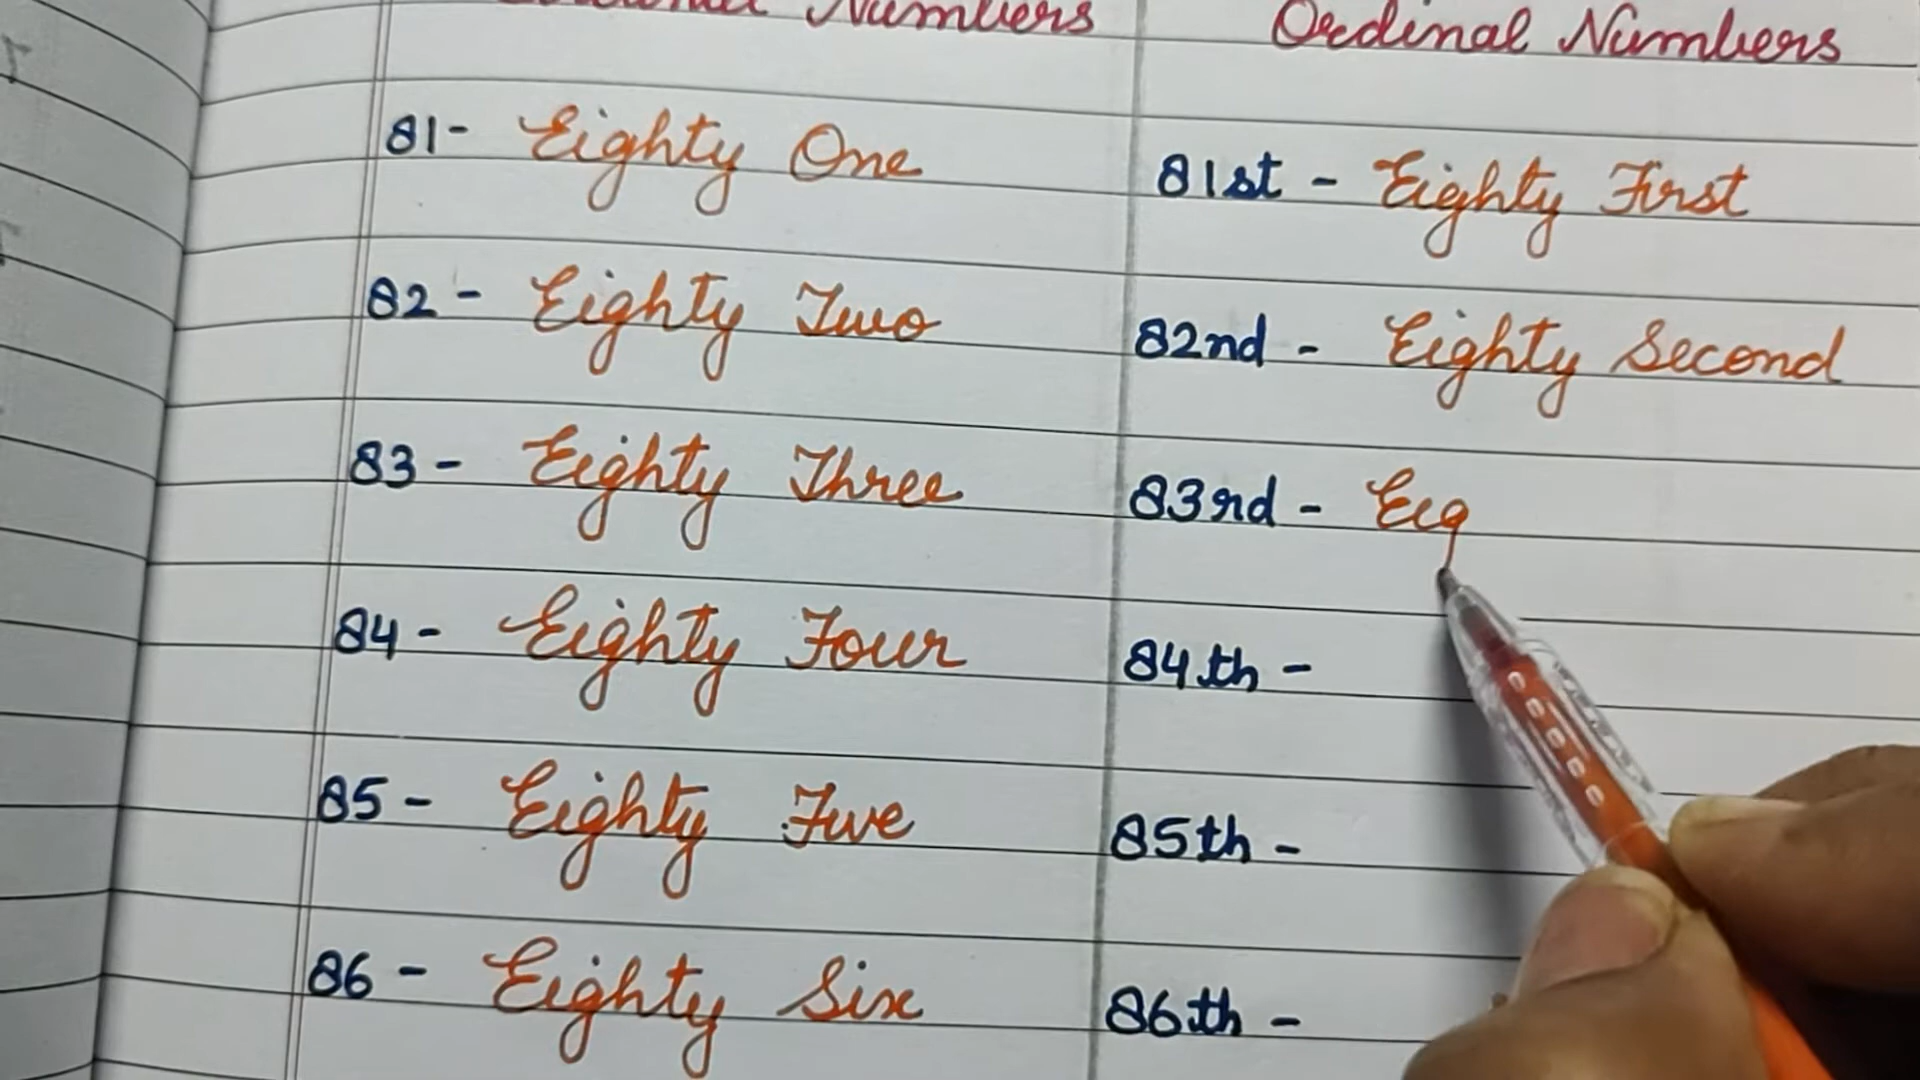 Numbers Ordinal Numbers
81- Eighty One 81st - Eighty First
82 - Eighty Two 82nd - Eighty Second
83 - Eighty Three 83rd - Eig
84 - Eighty Four 84th -
85 - Eighty Five 85th -
86 - Eighty Six 86th -